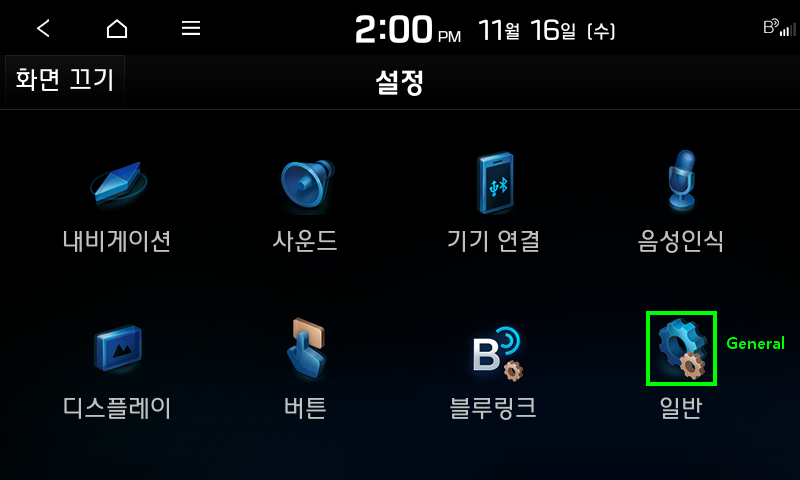 2:00 PM 11월 16일 (수) B
화면 끄기
설정
내비게이션 사운드 기기 연결 음성인식
B General
디스플레이 버튼 블루링크 일반